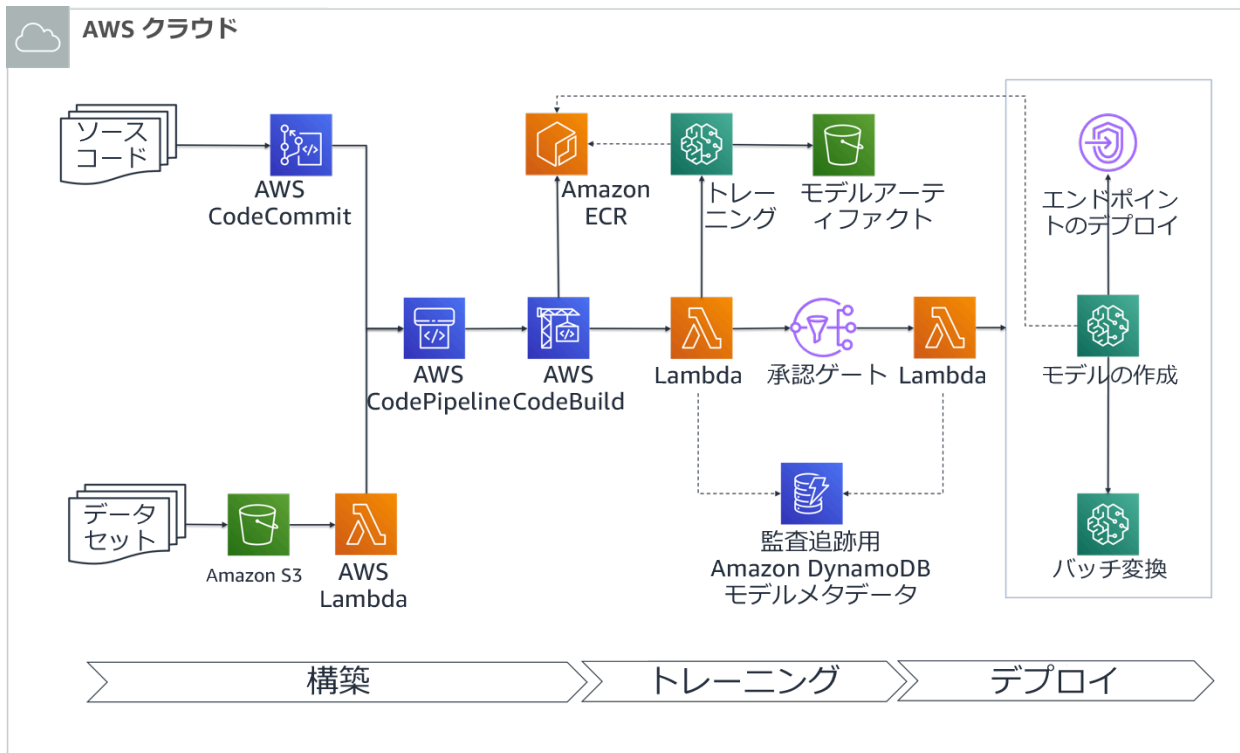 AWS クラウド
ソース
コード
AWS
CodeCommit
Amazon
ECR
トレー
ニング
モデルアーテ
ィファクト
エンドポイン
トのデプロイ
AWS
CodePipeline
AWS
CodeBuild
Lambda
承認ゲート
Lambda
モデルの作成
データ
セット
Amazon S3
AWS
Lambda
監査追跡用
Amazon DynamoDB
モデルメタデータ
バッチ変換
構築
トレーニング
デプロイ